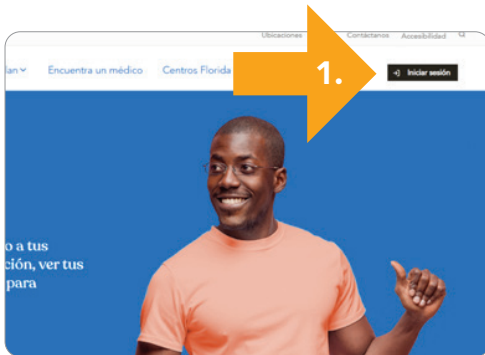 Ubicaciones Contáctanos Accesibilidad
lan Encuentra un médico Centros Florida 1. Iniciar sesión
o a tus
ción, ver tus
para